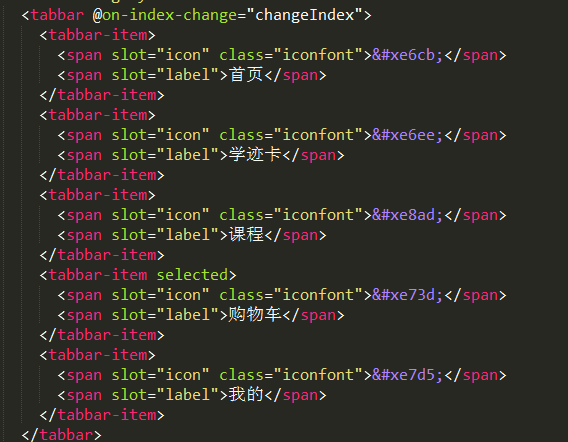 <tabbar @on-index-change="changeIndex">
<tabbar-item>
<span slot="icon" class="iconfont">&#xe6cb;</span>
<span slot="label">首页</span>
</tabbar-item>
<tabbar-item>
<span slot="icon" class="iconfont">&#xe6ee;</span>
<span slot="label">学迹卡</span>
</tabbar-item>
<tabbar-item>
<span slot="icon" class="iconfont">&#xe8ad;</span>
<span slot="label">课程</span>
</tabbar-item>
<tabbar-item selected>
<span slot="icon" class="iconfont">&#xe73d;</span>
<span slot="label">购物车</span>
</tabbar-item>
<tabbar-item>
<span slot="icon" class="iconfont">&#xe7d5;</span>
<span slot="label">我的</span>
</tabbar-item>
</tabbar>